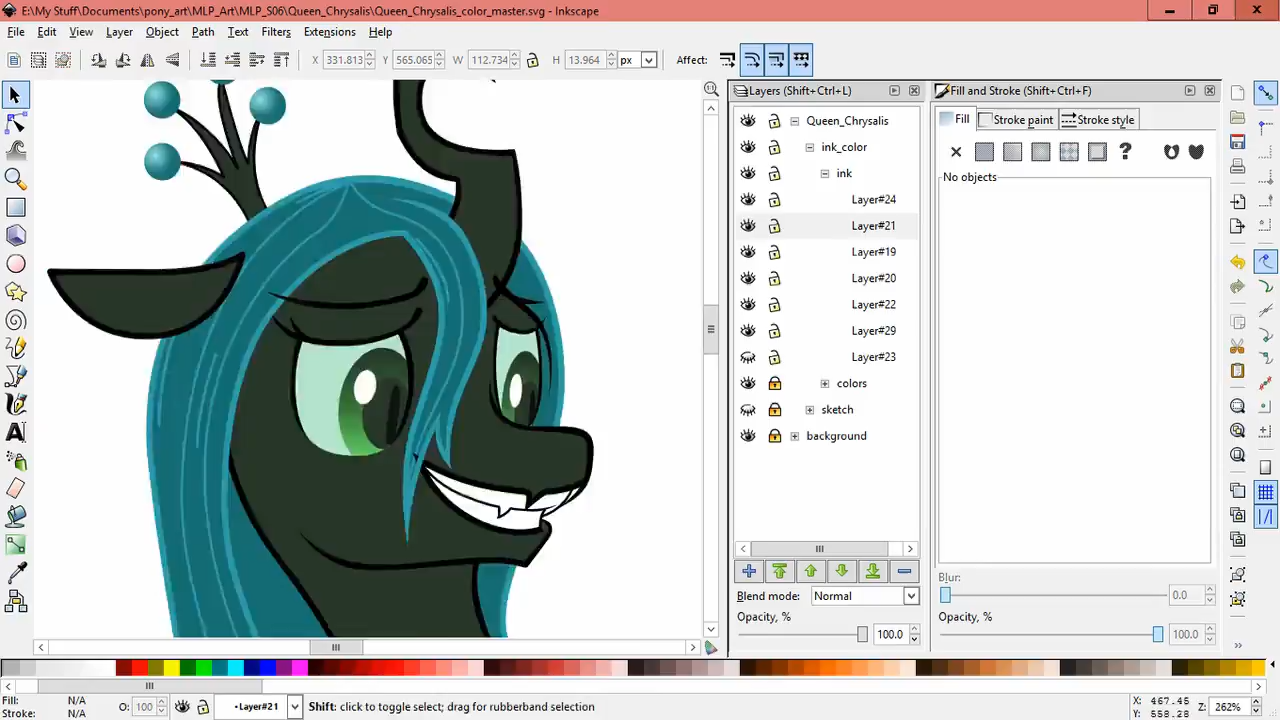 E:\My Stuff\Documents\pony_art\MLP_Art\MLP_S06\Queen_Chrysalis\Queen_Chrysalis_color_master.svg - Inkscape
File Edit View Layer Object Path Text Filters Extensions Help
X 331.813 Y 565.065 W 112.734 H 13.964 px Affect:
Layers (Shift+Ctrl+L) Fill and Stroke (Shift+Ctrl+F)
Queen_Chrysalis Fill Stroke paint Stroke style
ink_color
ink No objects
Layer#24
Layer#21
Layer#19
Layer#20
Layer#22
Layer#29
Layer#23
colors
sketch
background
Blur:
Blend mode: Normal 0.0
Opacity, % Opacity, %
100.0 100.0
Fill: N/A O: 100 •Layer#21 Shift: click to toggle select; drag for rubberband selection X: 467.45 Z: 262%
Stroke: N/A Y: 558.28